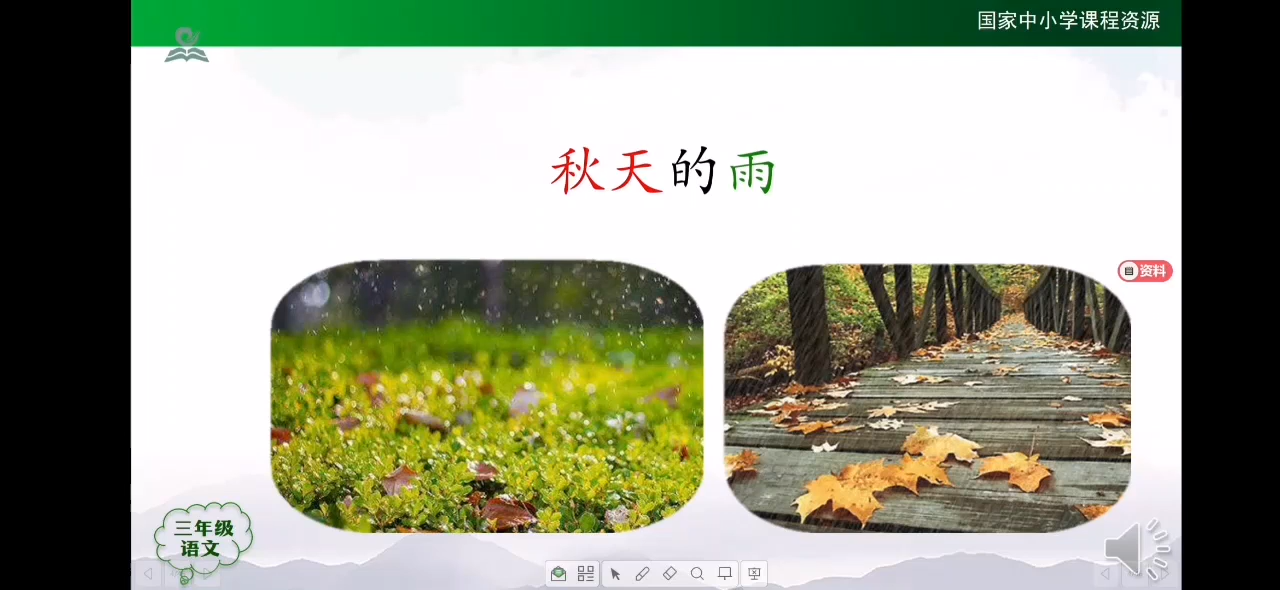 国家中小学课程资源
秋天的雨
资料
三年级
语文